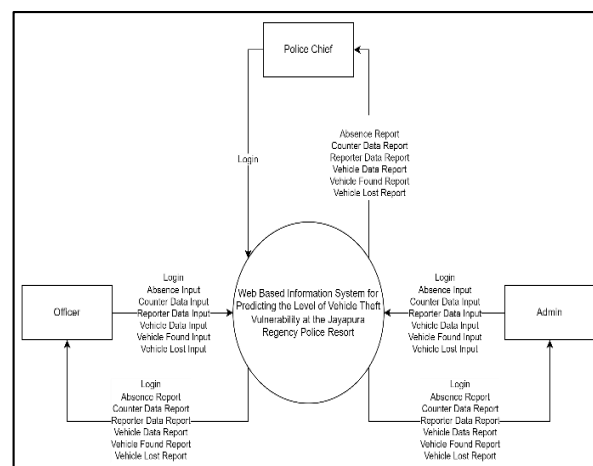 Police Chief
Login
Absence Report
Counter Data Report
Reporter Data Report
Vehicle Data Report
Vehicle Found Report
Vehicle Lost Report
Officer
Login
Absence Input
Counter Data Input
Reporter Data Input
Vehicle Data Input
Vehicle Found Input
Vehicle Lost Input
Web Based Information System for
Predicting the Level of Vehicle Theft
Vulnerability at the Jayapura
Regency Police Resort
Login
Absence Input
Counter Data Input
Reporter Data Input
Vehicle Data Input
Vehicle Found Input
Vehicle Lost Input
Admin
Login
Absence Report
Counter Data Report
Reporter Data Report
Vehicle Data Report
Vehicle Found Report
Vehicle Lost Report
Login
Absence Report
Counter Data Report
Reporter Data Report
Vehicle Data Report
Vehicle Found Report
Vehicle Lost Report